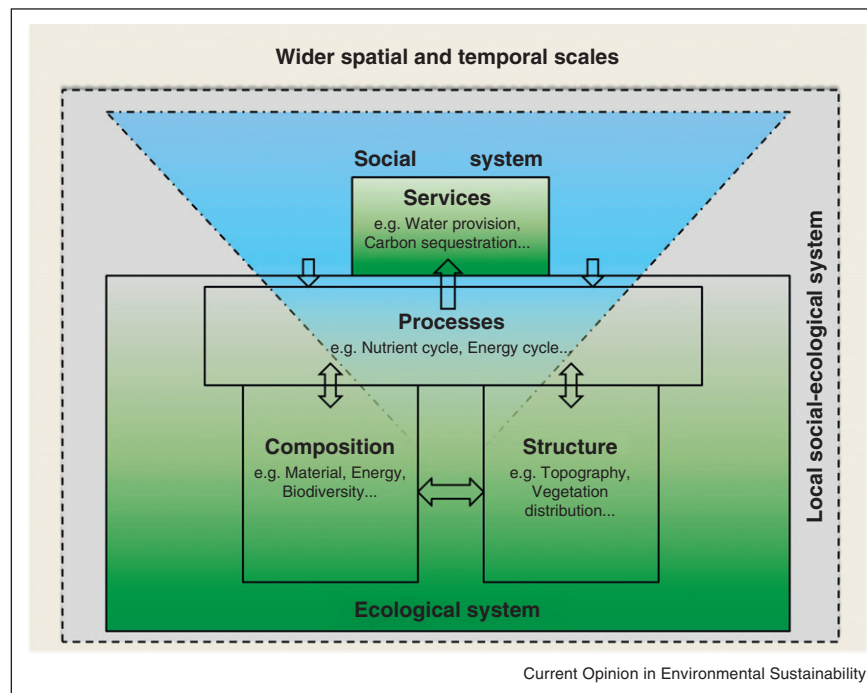 Wider spatial and temporal scales
Social system
Services
e.g. Water provision,
Carbon sequestration...
Processes
e.g. Nutrient cycle, Energy cycle...
Composition
e.g. Material, Energy,
Biodiversity...
Structure
e.g. Topography,
Vegetation
distribution...
Ecological system
Local social-ecological system
Current Opinion in Environmental Sustainability